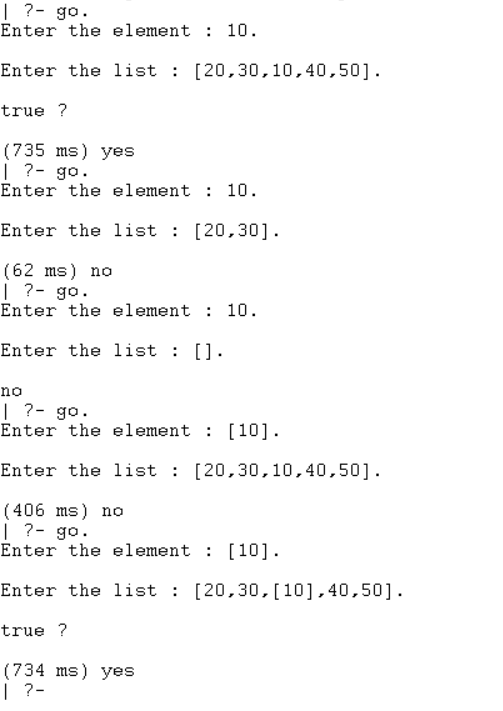 | ?- go.
Enter the element : 10.
Enter the list : [20,30,10,40,50].
true ?
(735 ms) yes
| ?- go.
Enter the element : 10.
Enter the list : [20,30].
(62 ms) no
| ?- go.
Enter the element : 10.
Enter the list : [].
no
| ?- go.
Enter the element : [10].
Enter the list : [20,30,10,40,50].
(406 ms) no
| ?- go.
Enter the element : [10].
Enter the list : [20,30,[10],40,50].
true ?
(734 ms) yes
| ?-